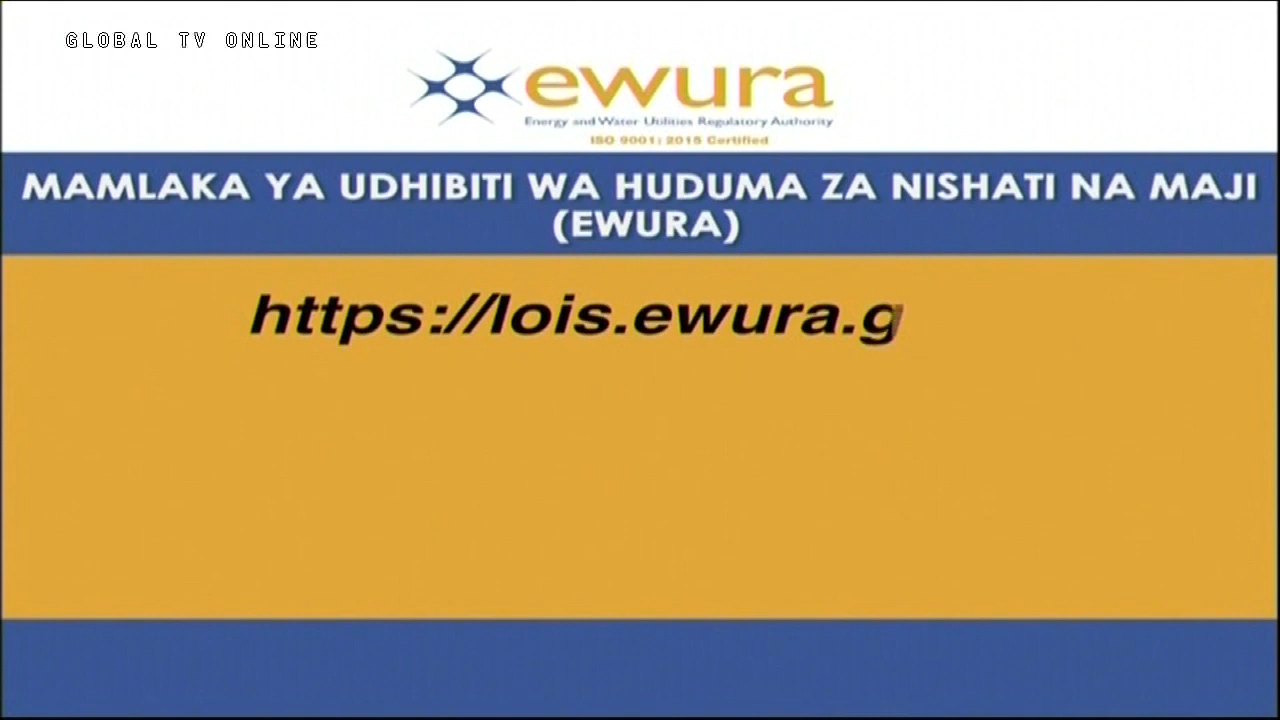 GLOBAL TV ONLINE
ewura
Energy and Water Utilities Regulatory Authority
ISO 9001: 2015 Certified
MAMLAKA YA UDHIBITI WA HUDUMA ZA NISHATI NA MAJI
(EWURA)
https://lois.ewura.g